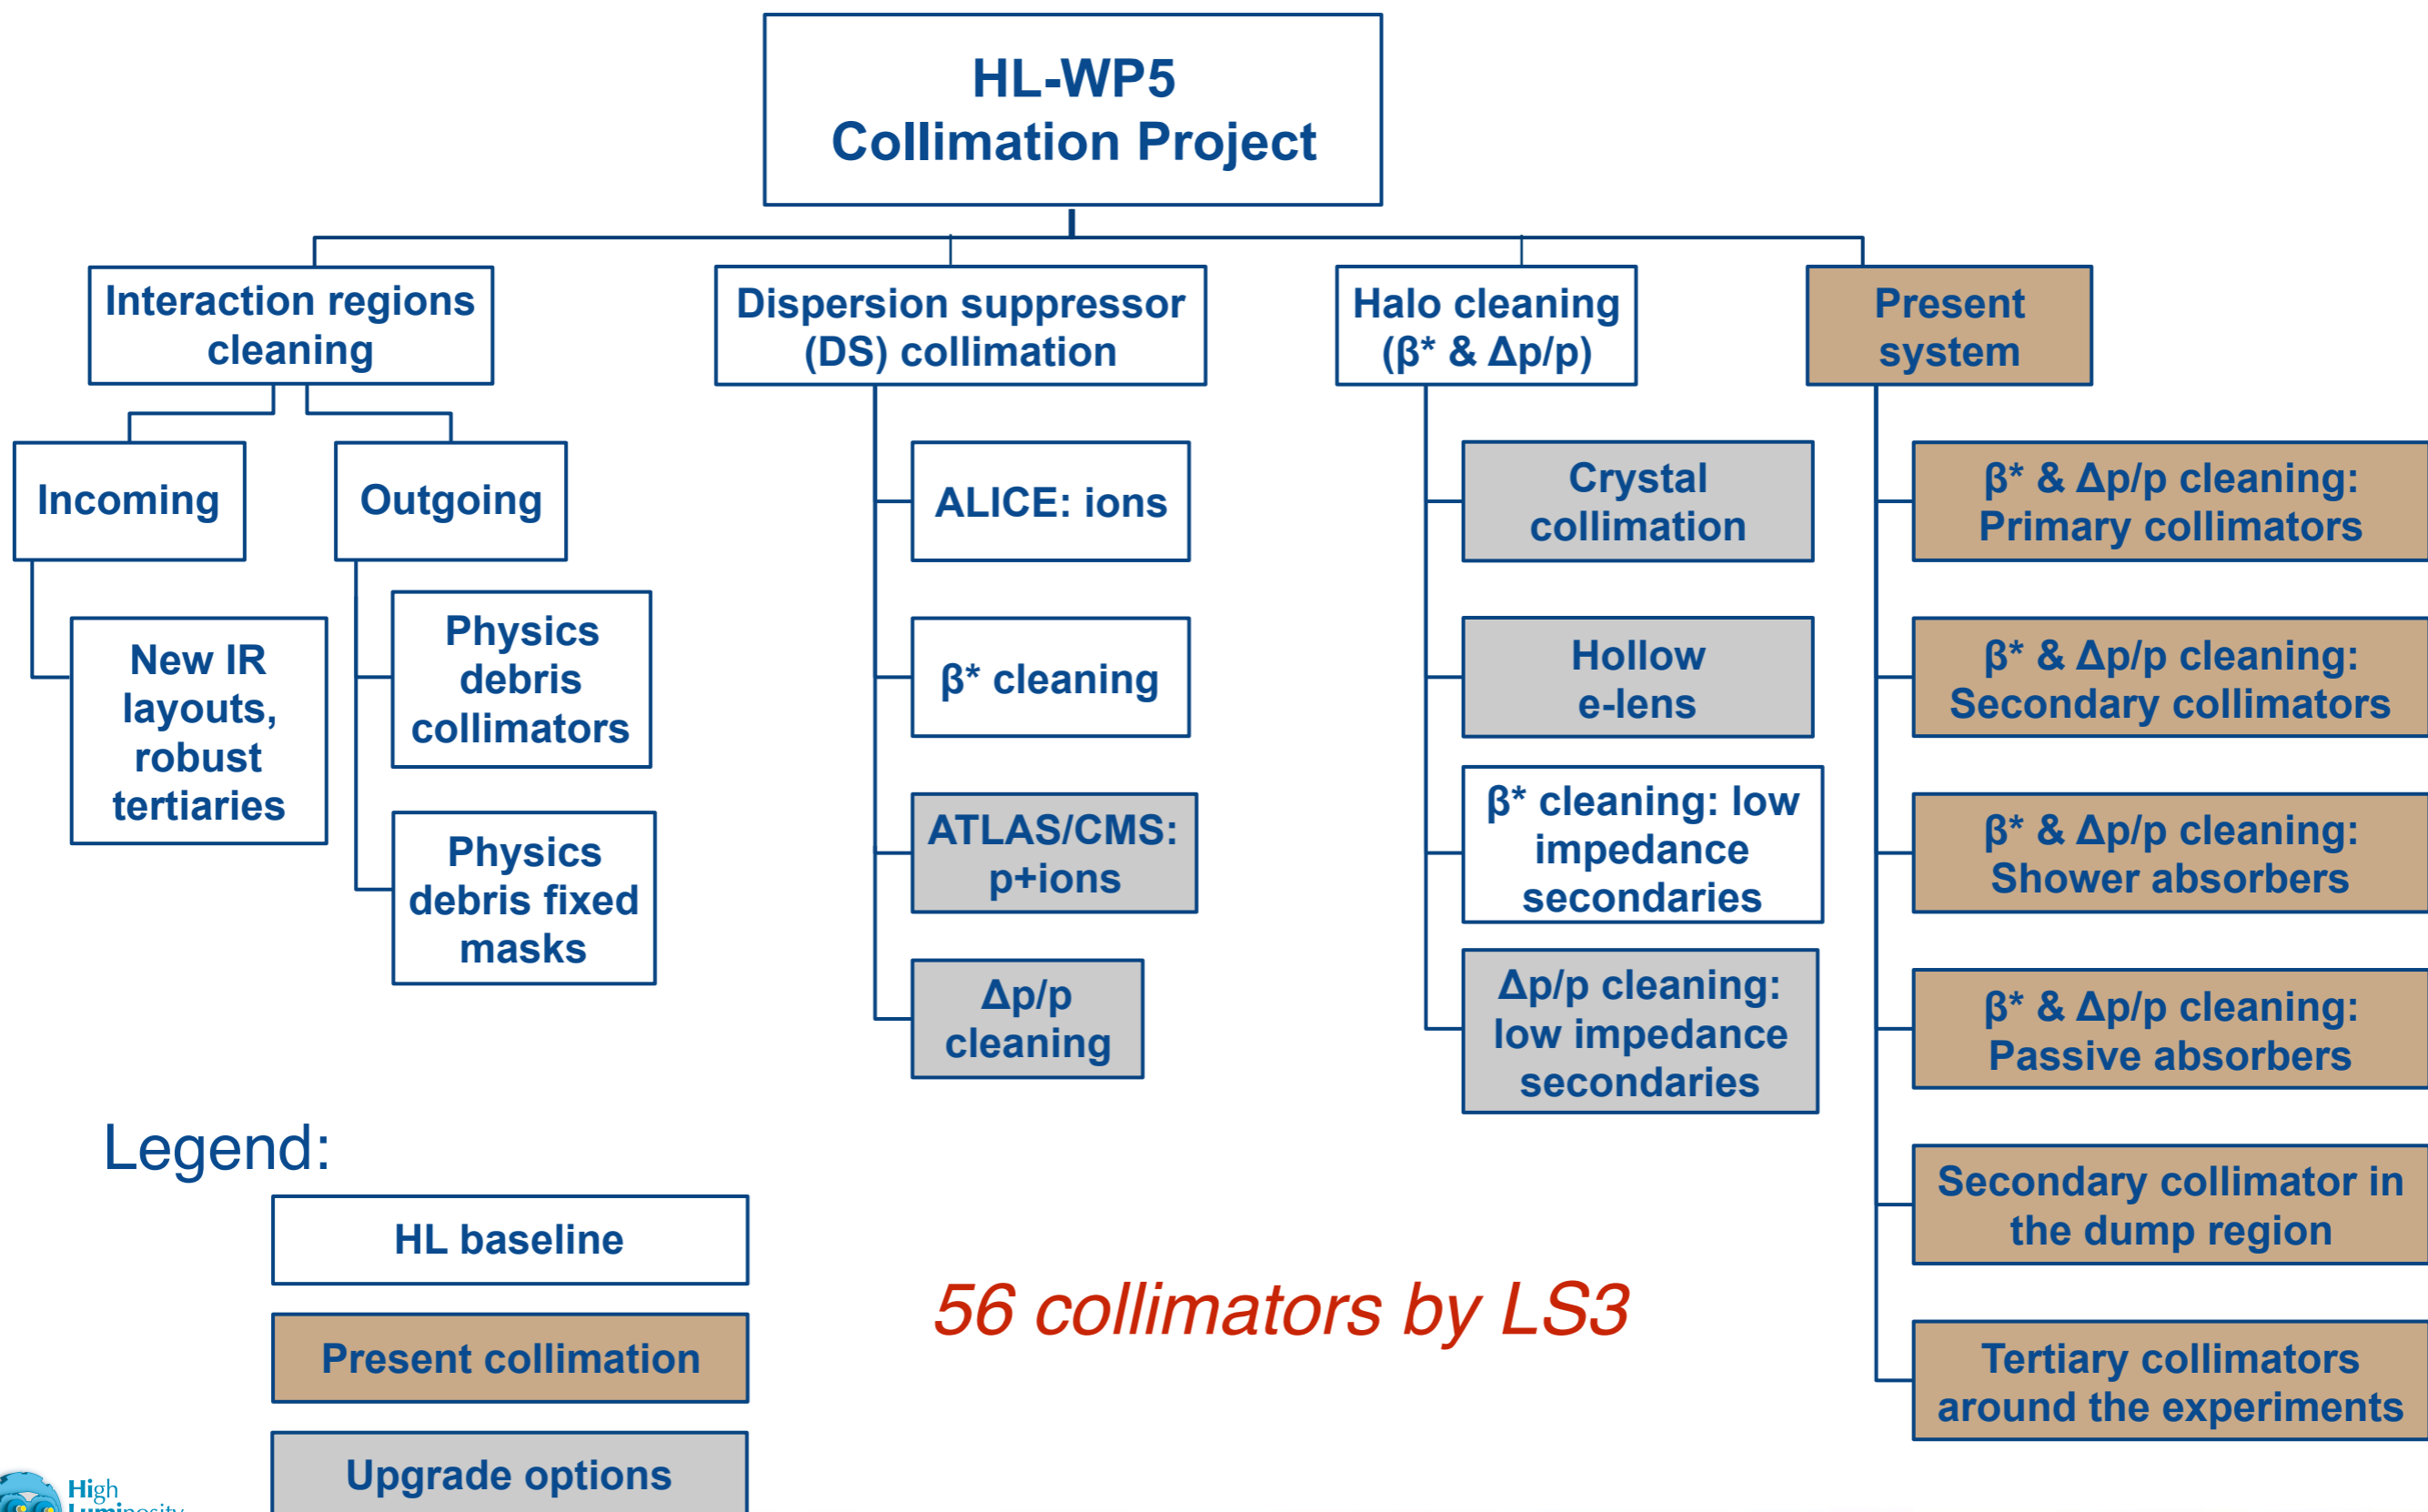 HL-WP5
Collimation Project
Interaction regions
cleaning
Dispersion suppressor
(DS) collimation
Halo cleaning
(β* & Δp/p)
Present
system
Incoming
Outgoing
New IR
layouts,
robust
tertiaries
Physics
debris
collimators
Physics
debris fixed
masks
ALICE: ions
β* cleaning
ATLAS/CMS:
p+ions
Δp/p
cleaning
Crystal
collimation
Hollow
e-lens
β* cleaning: low
impedance
secondaries
Δp/p cleaning:
low impedance
secondaries
β* & Δp/p cleaning:
Primary collimators
β* & Δp/p cleaning:
Secondary collimators
β* & Δp/p cleaning:
Shower absorbers
β* & Δp/p cleaning:
Passive absorbers
Secondary collimator in
the dump region
Tertiary collimators
around the experiments
Legend:
HL baseline
Present collimation
Upgrade options
56 collimators by LS3
High
Luminosity